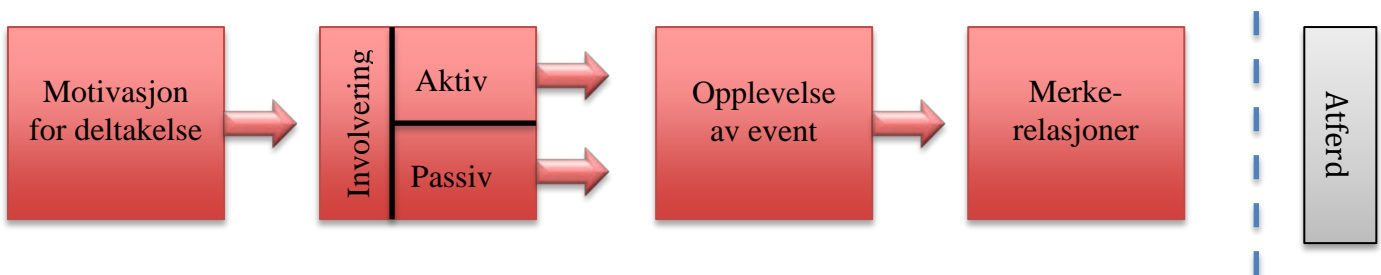 Motivasjon
for deltakelse
Involvering
Aktiv
Passiv
Opplevelse
av event
Merke-
relasjoner
Atferd